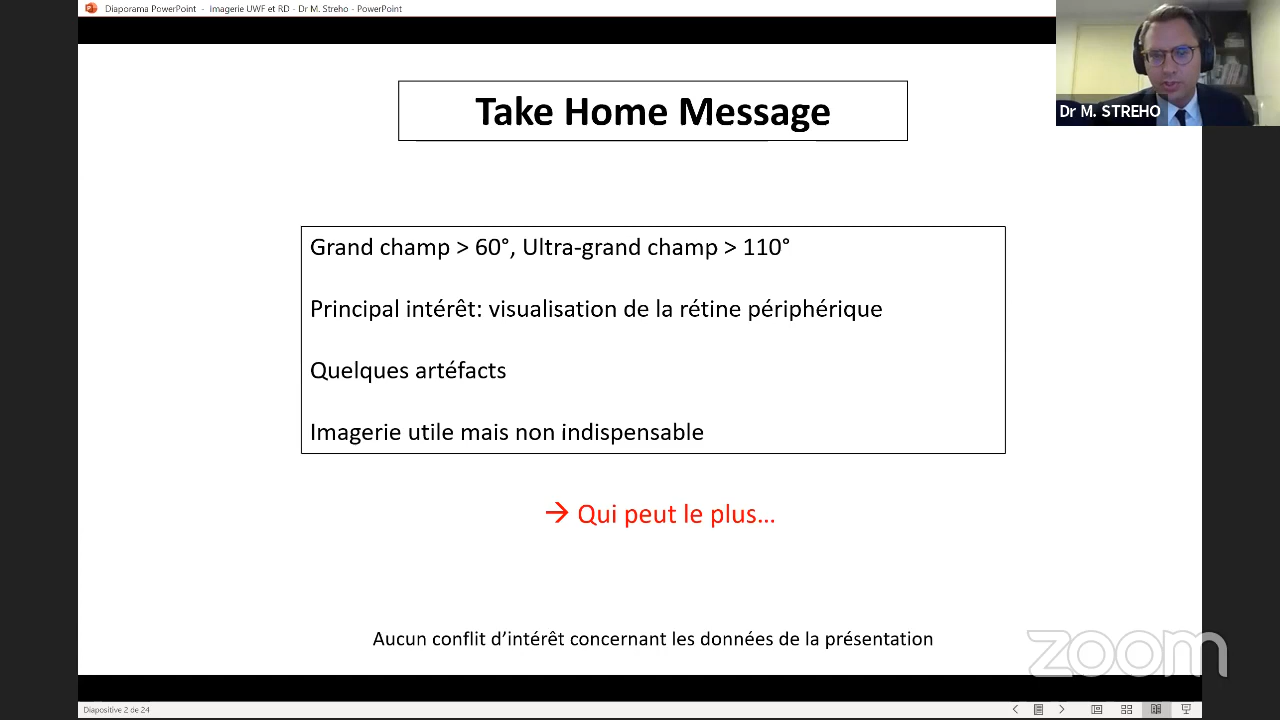 Diaporama PowerPoint - Imagerie UWF et RD - Dr M. Streho - PowerPoint
Dr M. STREHO
Take Home Message
Grand champ > 60°, Ultra-grand champ > 110°
Principal intérêt: visualisation de la rétine périphérique
Quelques artéfacts
Imagerie utile mais non indispensable
→ Qui peut le plus…
Aucun conflit d’intérêt concernant les données de la présentation
zoom
Diapositive 2 de 24